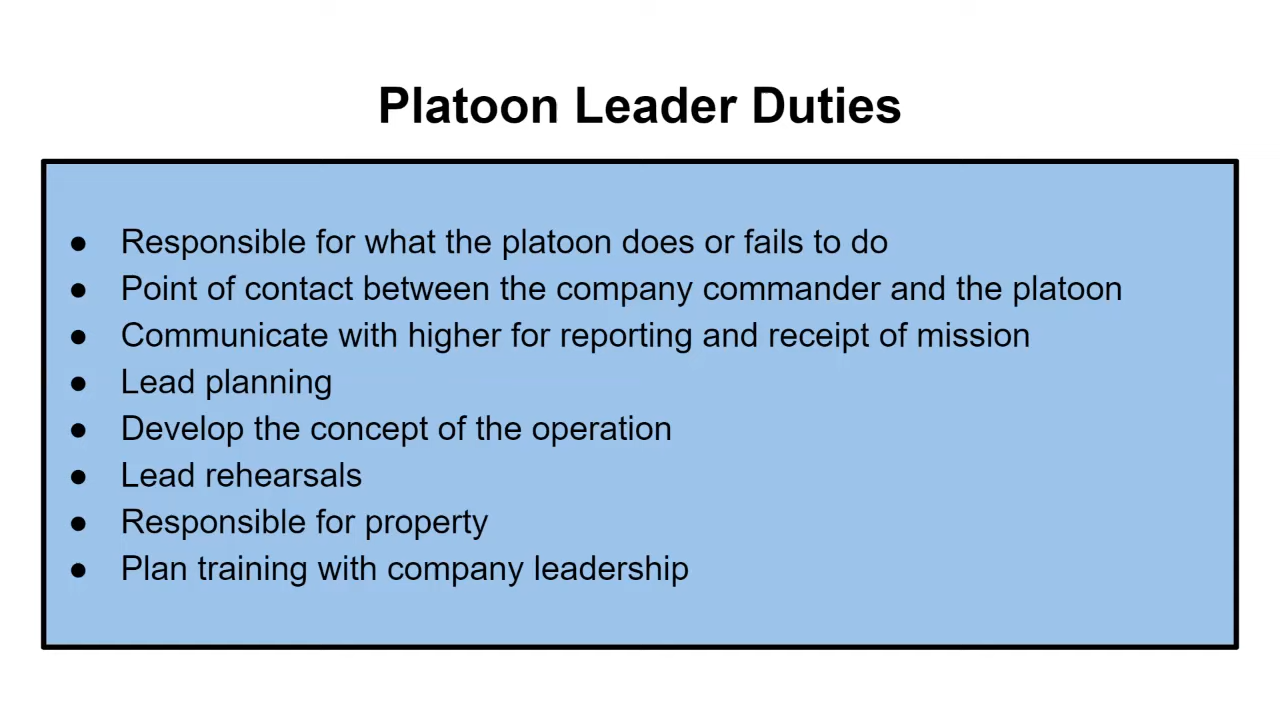 Platoon Leader Duties
● Responsible for what the platoon does or fails to do
● Point of contact between the company commander and the platoon
● Communicate with higher for reporting and receipt of mission
● Lead planning
● Develop the concept of the operation
● Lead rehearsals
● Responsible for property
● Plan training with company leadership